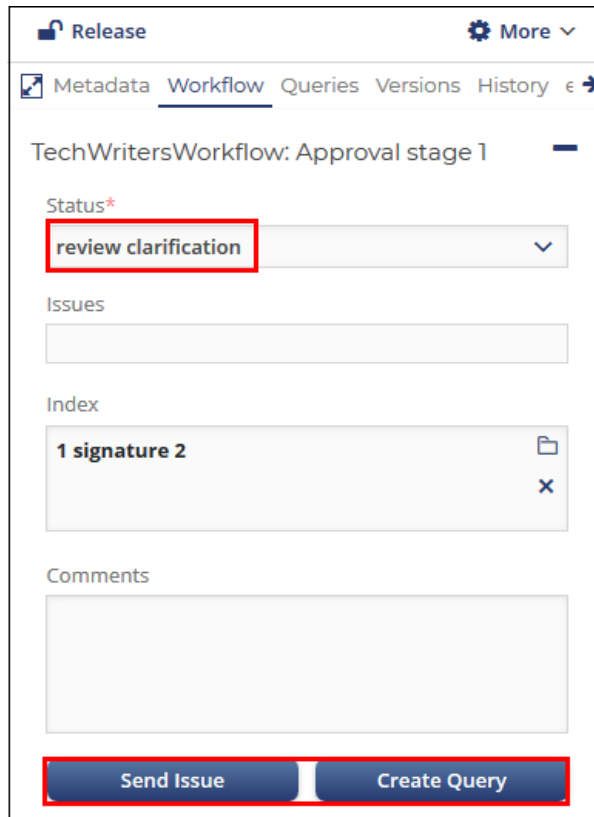 Release More
Metadata Workflow Queries Versions History
TechWritersWorkflow: Approval stage 1
Status*
review clarification
Issues
Index
1 signature 2
Comments
Send Issue Create Query